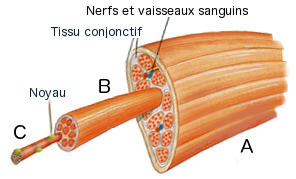 Nerfs et vaisseaux sanguins
Tissu conjonctif
Noyau
B
C
A